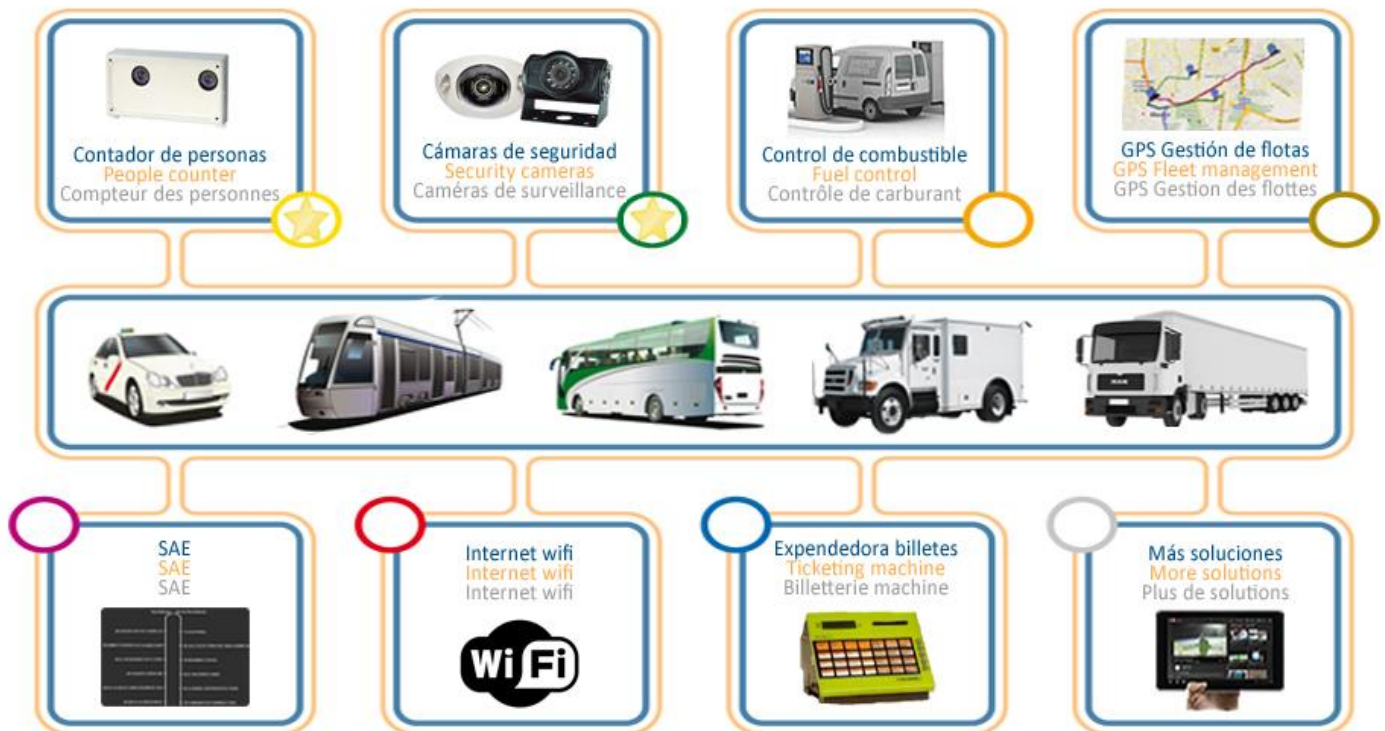 Contador de personas
People counter
Compteur des personnes
Cámaras de seguridad
Security cameras
Caméras de surveillance
Control de combustible
Fuel control
Contrôle de carburant
GPS Gestión de flotas
GPS Fleet management
GPS Gestion des flottes
MAN
SAE
SAE
SAE
Internet wifi
Internet wifi
Internet wifi
Wi Fi
Expendedora billetes
Ticketing machine
Billetterie machine
Más soluciones
More solutions
Plus de solutions